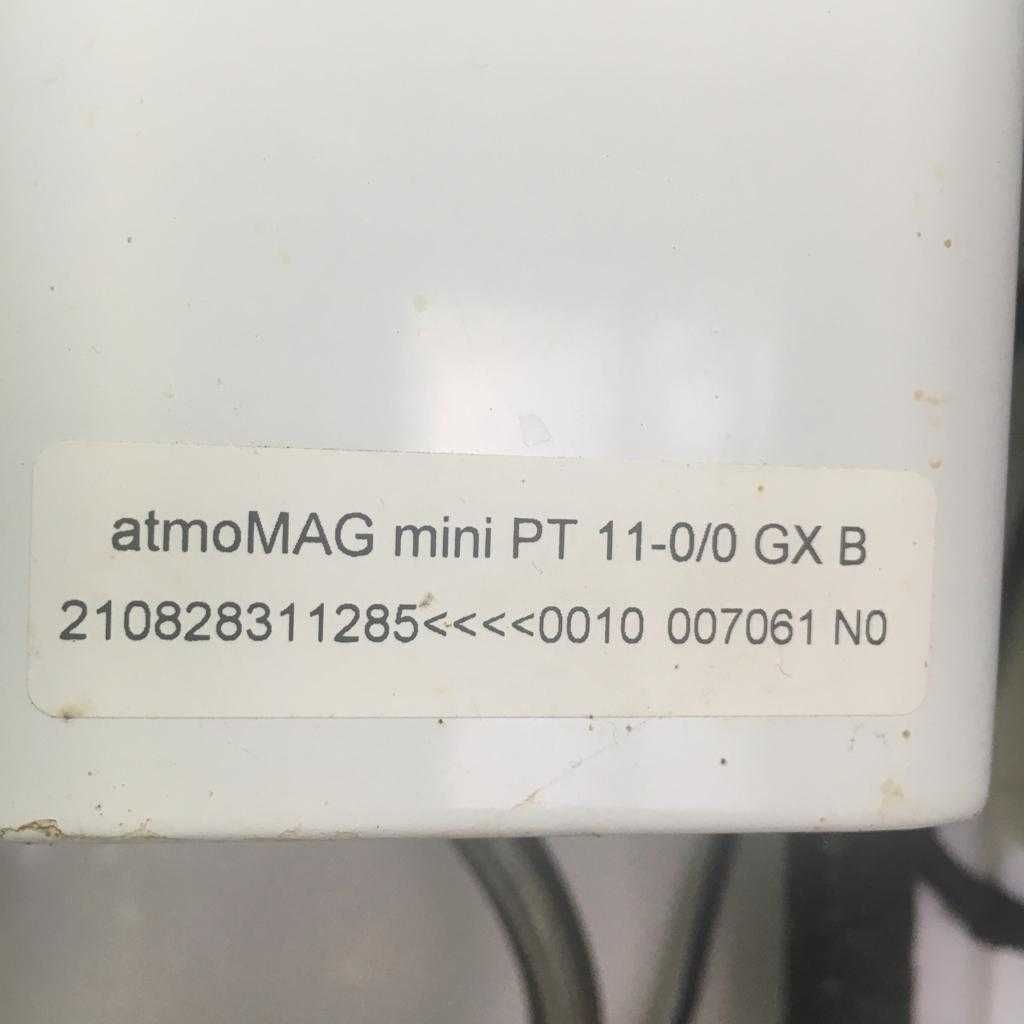 atmoMAG mini PT 11-0/0 GX B
210828311285<<<<0010 007061 N0